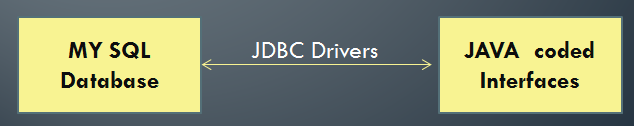 MY SQL
Database
JDBC Drivers
JAVA coded
Interfaces